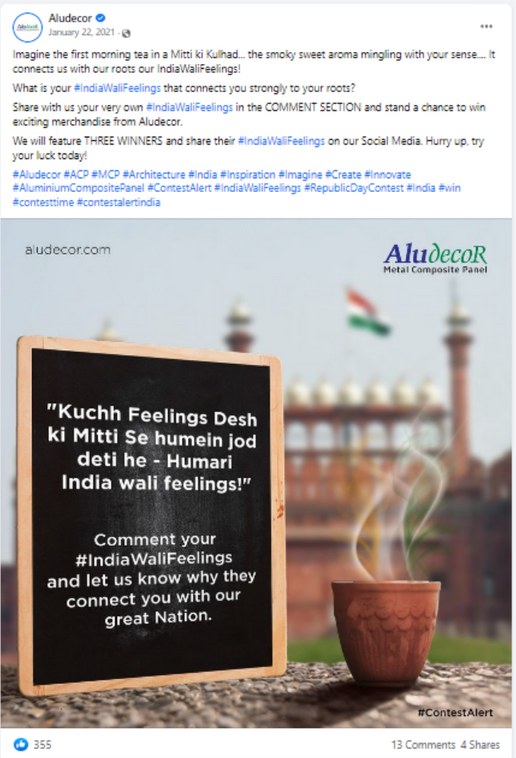 Aludecor
January 22, 2021
Imagine the first morning tea in a Mitti ki Kulhad... the smoky sweet aroma mingling with your sense.... It
connects us with our roots our IndiaWaliFeelings!
What is your #IndiaWaliFeelings that connects you strongly to your roots?
Share with us your very own #IndiaWaliFeelings in the COMMENT SECTION and stand a chance to win
exciting merchandise from Aludecor.
We will feature THREE WINNERS and share their #IndiaWaliFeelings on our Social Media. Hurry up, try
your luck today!
#Aludecor #ACP #MCP #Architecture #India #Inspiration #Imagine #Create #Innovate
#AluminiumCompositePanel #ContestAlert #IndiaWaliFeelings #RepublicDayContest #India #win
#contesttime #contestalertindia
aludecor.com
AludecoR
Metal Composite Panel
"Kuchh Feelings Desh
ki Mitti Se humein jod
deti he - Humari
India wali feelings!"
Comment your
#IndiaWaliFeelings
and let us know why they
connect you with our
great Nation.
#ContestAlert
355
13 Comments 4 Shares